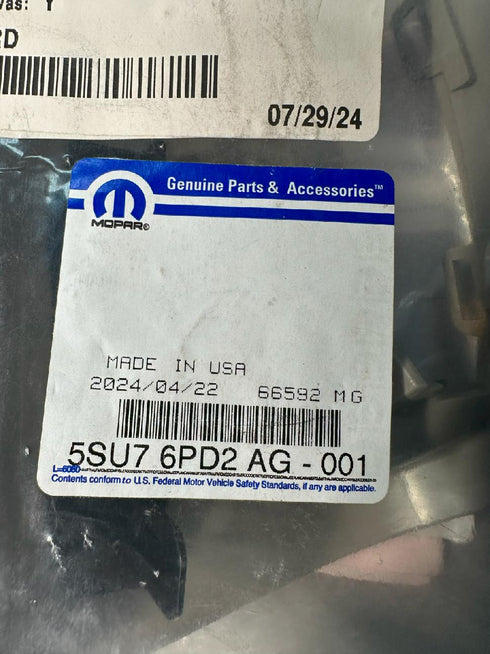 vas: Y
RD
07/29/24
Genuine Parts & Accessories™
MOPAR®
MADE IN USA
2024/04/22 66592 MG
5SU7 6PD2 AG - 001
L=6080
Contents conform to U.S. Federal Motor Vehicle Safety Standards, if any are applicable.